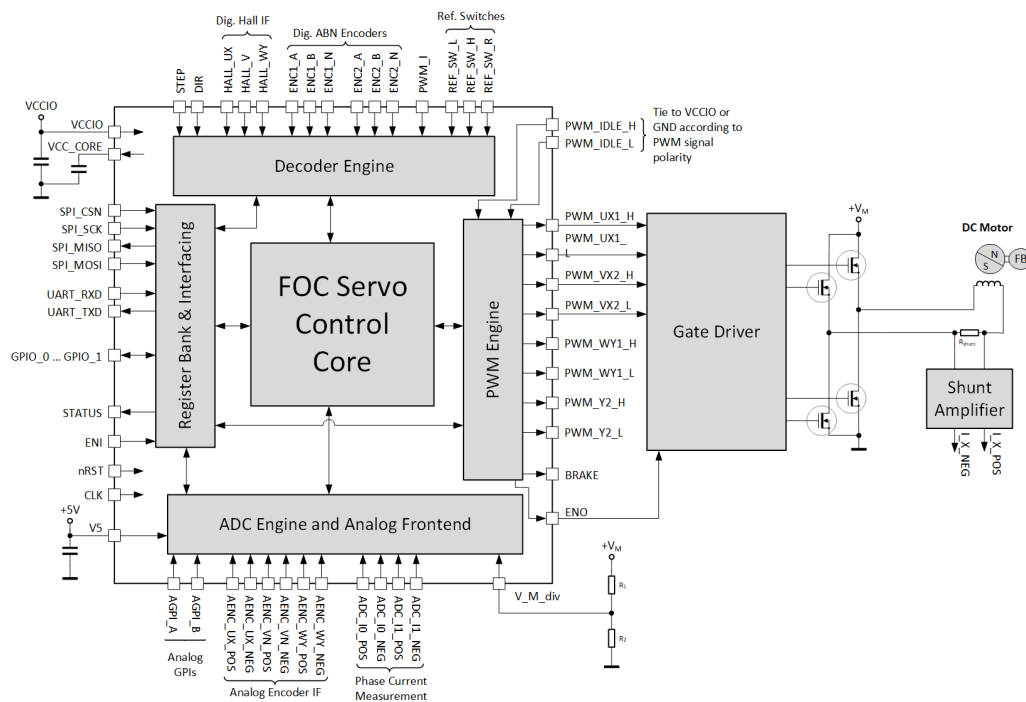 Dig. Hall IF
Dig. ABN Encoders
Ref. Switches
STEP
DIR
HALL_UX
HALL_V
HALL_WY
ENC1_A
ENC1_B
ENC1_N
ENC2_A
ENC2_B
ENC2_N
PWM_I
REF_SW_L
REF_SW_H
REF_SW_R
VCCIO
VCCIO
VCC_CORE
Decoder Engine
PWM_IDLE_H
PWM_IDLE_L
Tie to VCCIO or
GND according to
PWM signal
polarity
SPI_CSN
SPI_SCK
SPI_MISO
SPI_MOSI
UART_RXD
UART_TXD
GPIO_0 ... GPIO_1
STATUS
ENI
nRST
CLK
+5V
V5
Register Bank & Interfacing
FOC Servo
Control
Core
PWM Engine
PWM_UX1_H
PWM_UX1_
L
PWM_VX2_H
PWM_VX2_L
PWM_WY1_H
PWM_WY1_L
PWM_Y2_H
PWM_Y2_L
BRAKE
ENO
Gate Driver
+VM
DC Motor
N
S
FB
Rshunt
Shunt
Amplifier
I_X_NEG
I_X_POS
ADC Engine and Analog Frontend
+VM
R1
R2
V_M_div
AGPI_A
AGPI_B
AENC_UX_POS
AENC_UX_NEG
AENC_VN_POS
AENC_VN_NEG
AENC_WY_POS
AENC_WY_NEG
ADC_I0_POS
ADC_I0_NEG
ADC_I1_POS
ADC_I1_NEG
Analog
GPIs
Analog Encoder IF
Phase Current
Measurement